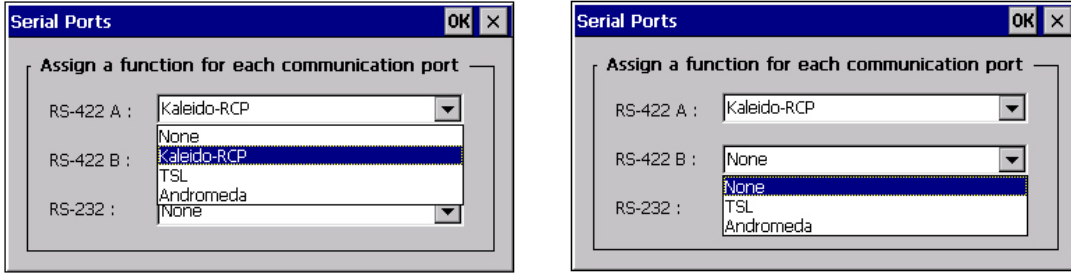 Serial Ports OK ×
Assign a function for each communication port
RS-422 A : Kaleido-RCP
None
RS-422 B : Kaleido-RCP
TSL
Andromeda
RS-232 : None
Serial Ports OK ×
Assign a function for each communication port
RS-422 A : Kaleido-RCP
RS-422 B : None
None
RS-232 : TSL
Andromeda